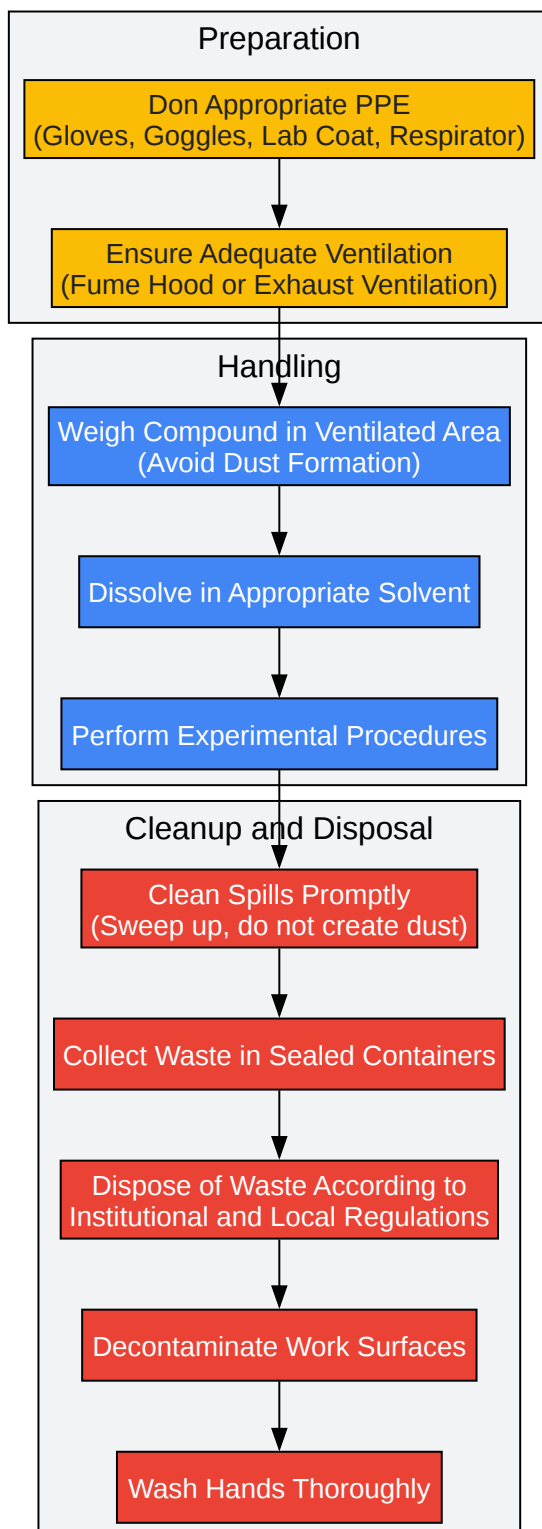 Preparation
Don Appropriate PPE
(Gloves, Goggles, Lab Coat, Respirator)
Ensure Adequate Ventilation
(Fume Hood or Exhaust Ventilation)
Handling
Weigh Compound in Ventilated Area
(Avoid Dust Formation)
Dissolve in Appropriate Solvent
Perform Experimental Procedures
Cleanup and Disposal
Clean Spills Promptly
(Sweep up, do not create dust)
Collect Waste in Sealed Containers
Dispose of Waste According to
Institutional and Local Regulations
Decontaminate Work Surfaces
Wash Hands Thoroughly